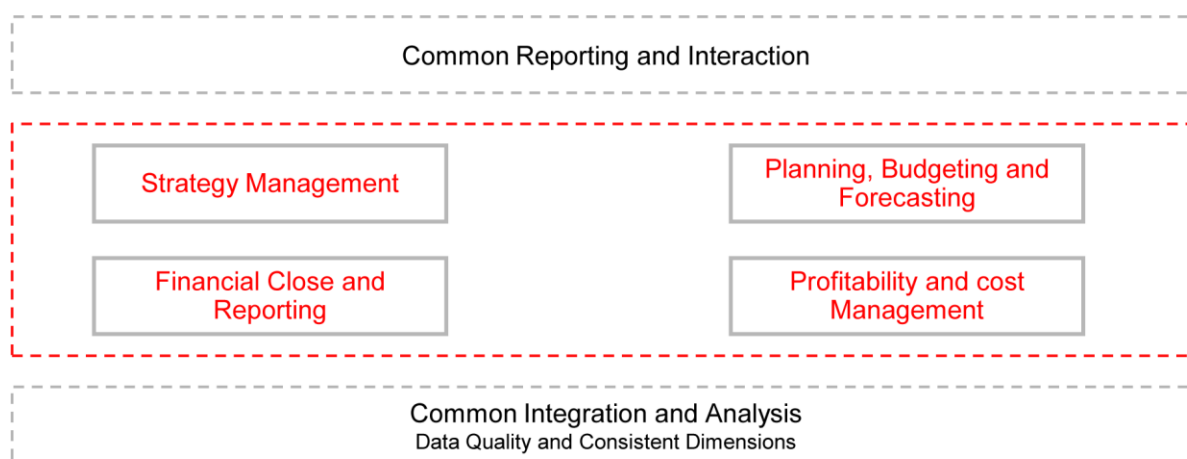 Common Reporting and Interaction
Strategy Management
Planning, Budgeting and
Forecasting
Financial Close and
Reporting
Profitability and cost
Management
Common Integration and Analysis
Data Quality and Consistent Dimensions